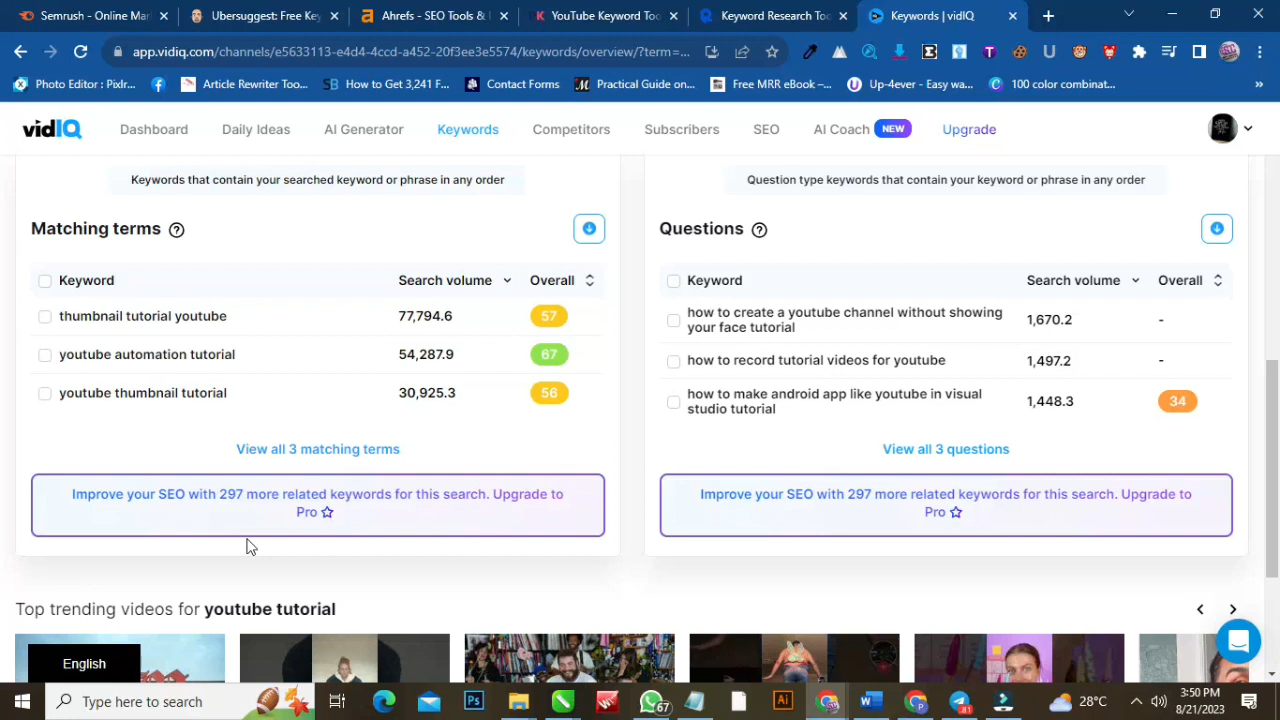 Semrush - Online Mar
Ubersuggest: Free Key
Ahrefs - SEO Tools &
YouTube Keyword Too
Keyword Research Too
Keywords | vidIQ
app.vidiq.com/channels/e5633113-e4d4-4ccd-a452-20f3ee3e5574/keywords/overview/?term=...
Photo Editor : Pixlr...
Article Rewriter Too...
How to Get 3,241 F...
Contact Forms
Practical Guide on...
Free MRR eBook –...
Up-4ever - Easy wa...
100 color combinat...
vidIQ
Dashboard
Daily Ideas
AI Generator
Keywords
Competitors
Subscribers
SEO
AI Coach NEW
Upgrade
Keywords that contain your searched keyword or phrase in any order
Matching terms
Keyword Search volume Overall
thumbnail tutorial youtube 77,794.6 57
youtube automation tutorial 54,287.9 67
youtube thumbnail tutorial 30,925.3 56
View all 3 matching terms
Improve your SEO with 297 more related keywords for this search. Upgrade to
Pro
Question type keywords that contain your keyword or phrase in any order
Questions
Keyword Search volume Overall
how to create a youtube channel without showing
your face tutorial 1,670.2 -
how to record tutorial videos for youtube 1,497.2 -
how to make android app like youtube in visual
studio tutorial 1,448.3 34
View all 3 questions
Improve your SEO with 297 more related keywords for this search. Upgrade to
Pro
Top trending videos for youtube tutorial
English
Type here to search
67
81
28°C
3:50 PM
8/21/2023